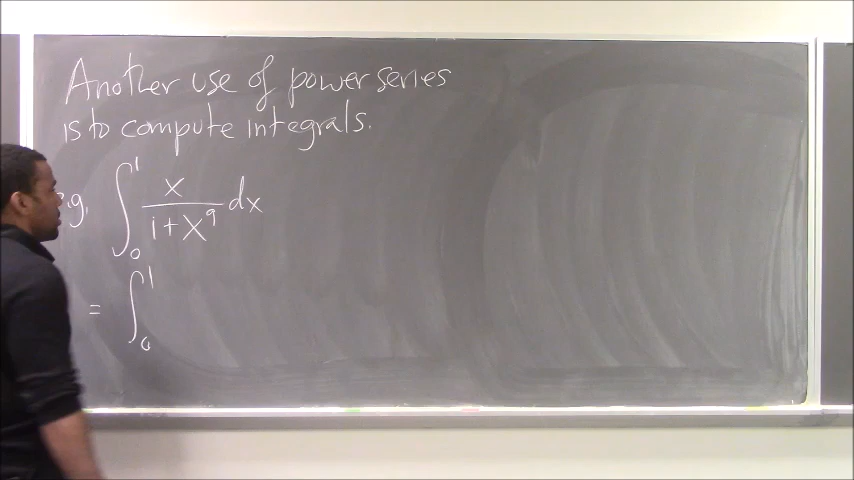 Another use of power series
is to compute integrals.
e.g. ∫₀¹ x/(1+x⁹) dx
= ∫₀¹